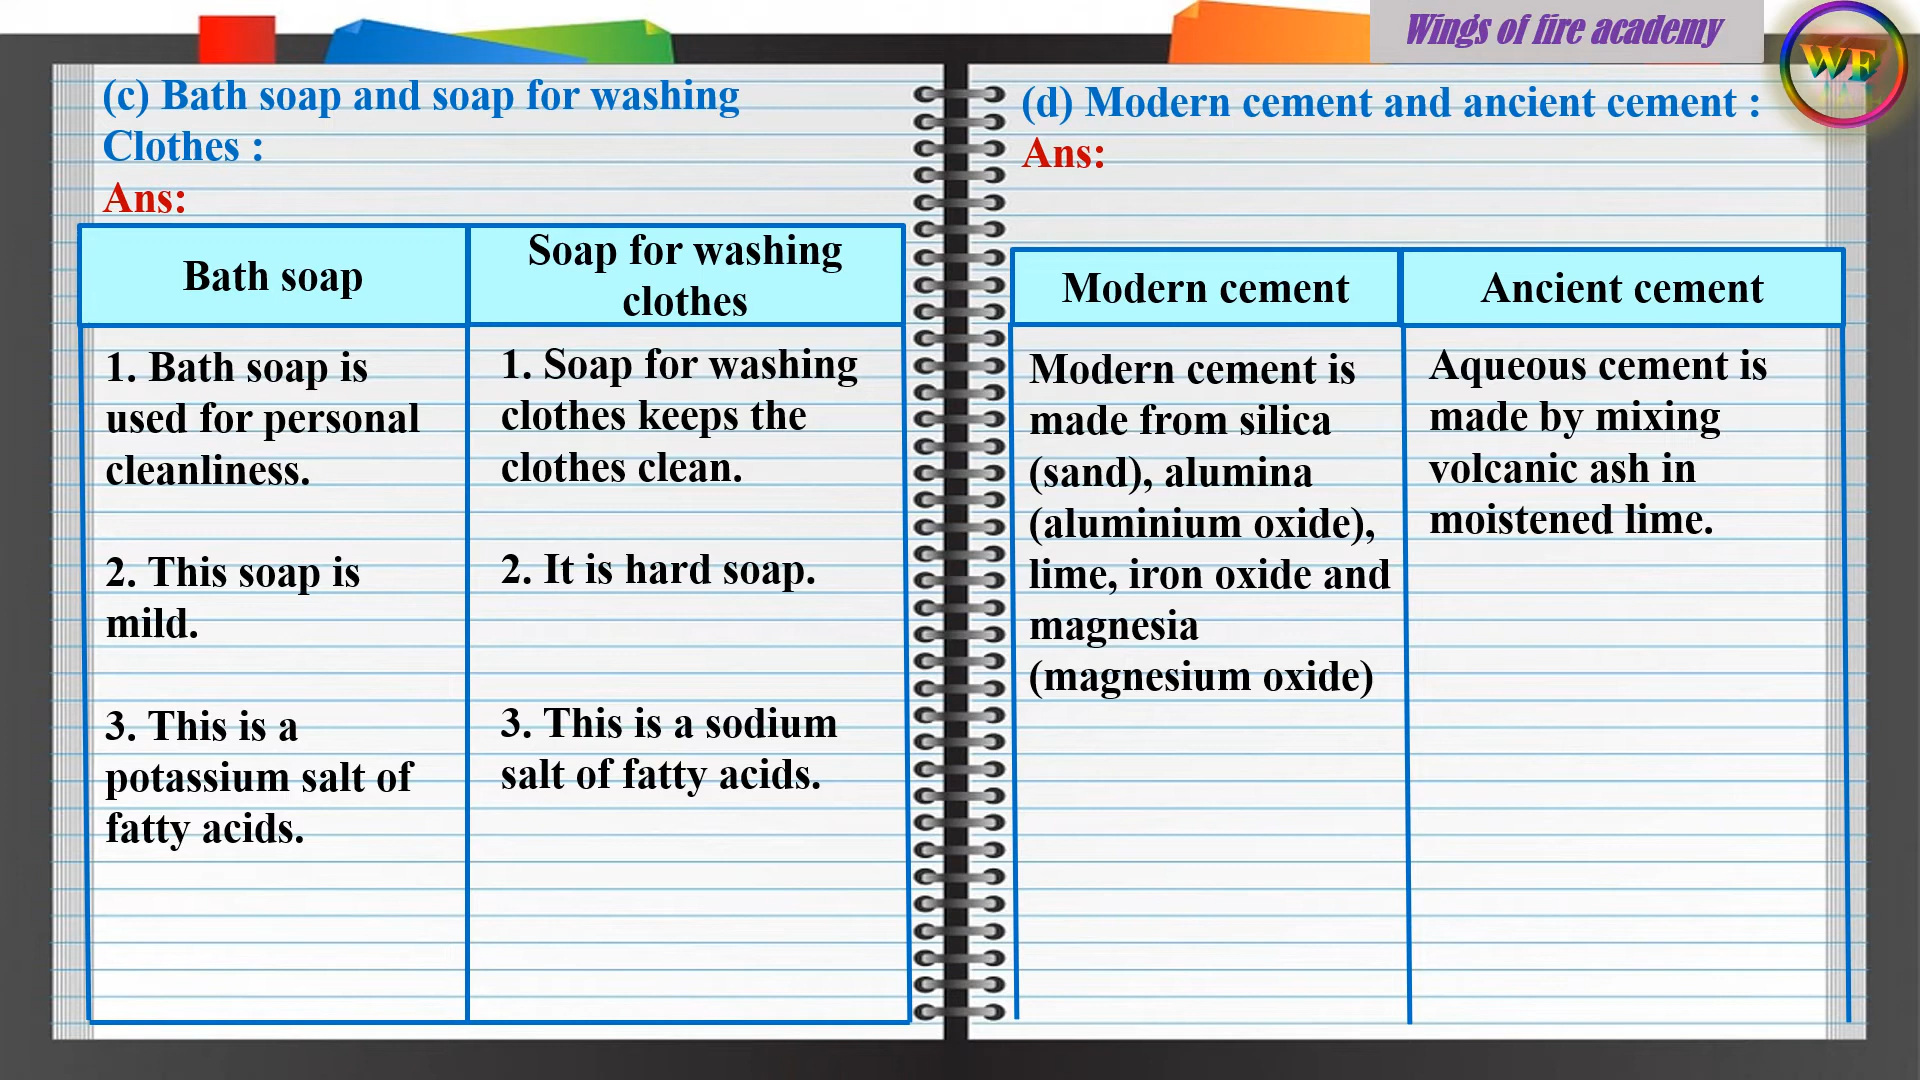 Wings of fire academy
WE
(c) Bath soap and soap for washing
Clothes :
Ans:
Bath soap
Soap for washing
clothes
1. Bath soap is
used for personal
cleanliness.
2. This soap is
mild.
3. This is a
potassium salt of
fatty acids.
1. Soap for washing
clothes keeps the
clothes clean.
2. It is hard soap.
3. This is a sodium
salt of fatty acids.
(d) Modern cement and ancient cement :
Ans:
Modern cement
Ancient cement
Modern cement is
made from silica
(sand), alumina
(aluminium oxide),
lime, iron oxide and
magnesia
(magnesium oxide)
Aqueous cement is
made by mixing
volcanic ash in
moistened lime.